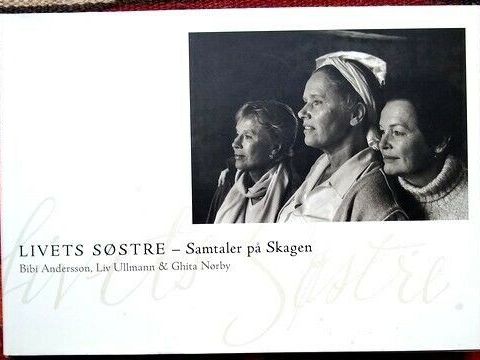 LIVETS SØSTRE – Samtaler på Skagen
Bibi Andersson, Liv Ullmann & Ghita Nørby
Livets Søstre.